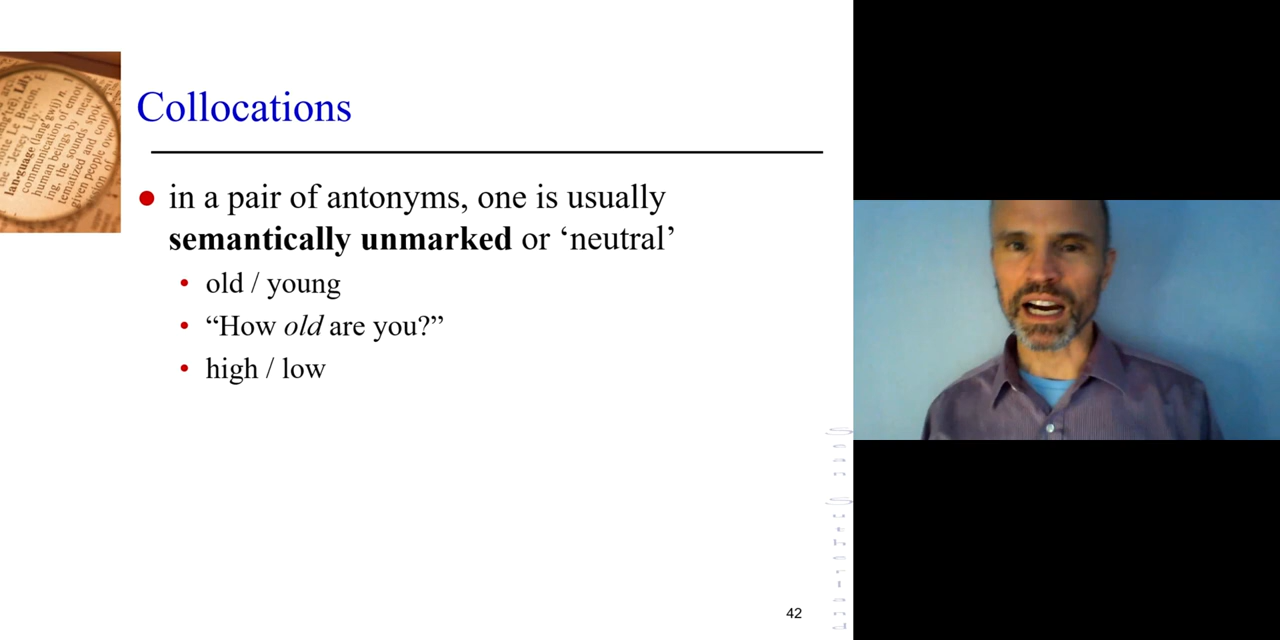 Collocations
in a pair of antonyms, one is usually
semantically unmarked or ‘neutral’
old / young
“How old are you?”
high / low
42